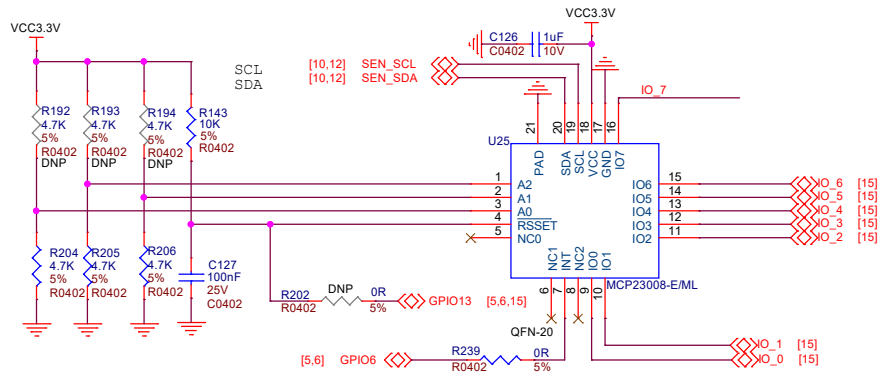 VCC3.3V
VCC3.3V
C126
1uF
C0402
10V
SCL
SDA
[10,12] SEN_SCL
[10,12] SEN_SDA
IO_7
R192
4.7K
5%
R0402
DNP
R193
4.7K
5%
R0402
DNP
R194
4.7K
5%
R0402
DNP
R143
10K
5%
R0402
U25
21
20
19
18
17
16
PAD
SDA
SCL
VCC
GND
IO7
1 A2
2 A1
3 A0
4 RSSET
5 NC0
IO6 15 IO_6 [15]
IO5 14 IO_5 [15]
IO4 13 IO_4 [15]
IO3 12 IO_3 [15]
IO2 11 IO_2 [15]
NC1
INT
NC2
IO0
IO1
6
7
8
9
10
MCP23008-E/ML
QFN-20
R204
4.7K
5%
R0402
R205
4.7K
5%
R0402
R206
4.7K
5%
R0402
C127
100nF
25V
C0402
R202 DNP 0R
R0402 5%
GPIO13 [5,6,15]
IO_1 [15]
IO_0 [15]
[5,6] GPIO6
R239 0R
R0402 5%